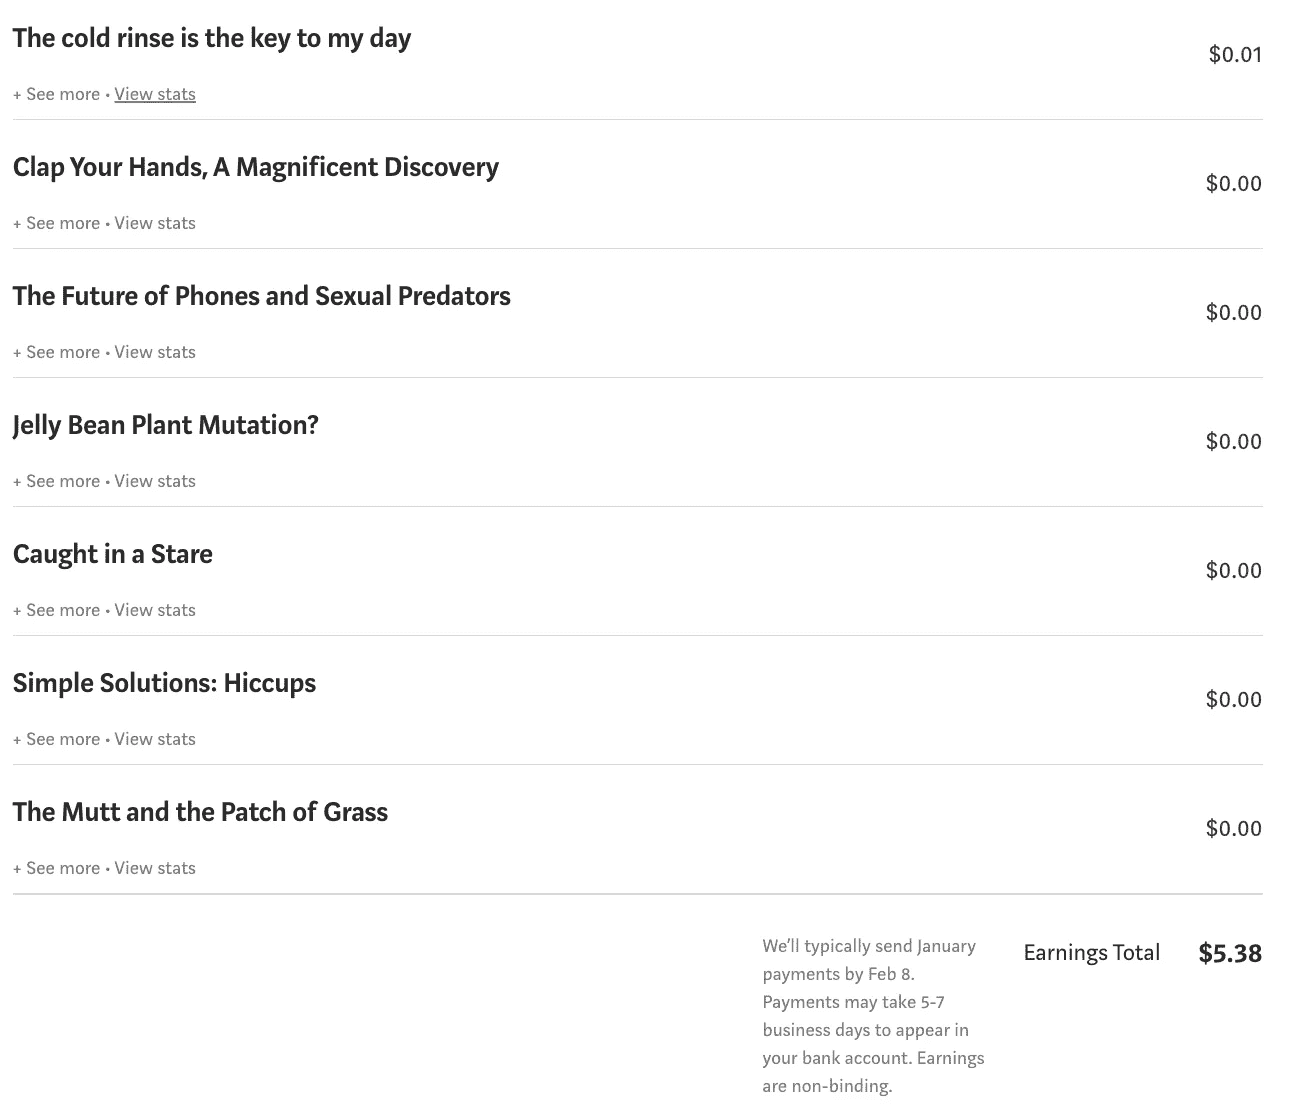 The cold rinse is the key to my day
$0.01
+ See more • View stats
Clap Your Hands, A Magnificent Discovery
$0.00
+ See more • View stats
The Future of Phones and Sexual Predators
$0.00
+ See more • View stats
Jelly Bean Plant Mutation?
$0.00
+ See more • View stats
Caught in a Stare
$0.00
+ See more • View stats
Simple Solutions: Hiccups
$0.00
+ See more • View stats
The Mutt and the Patch of Grass
$0.00
+ See more • View stats
We’ll typically send January
payments by Feb 8.
Payments may take 5-7
business days to appear in
your bank account. Earnings
are non-binding.
Earnings Total $5.38